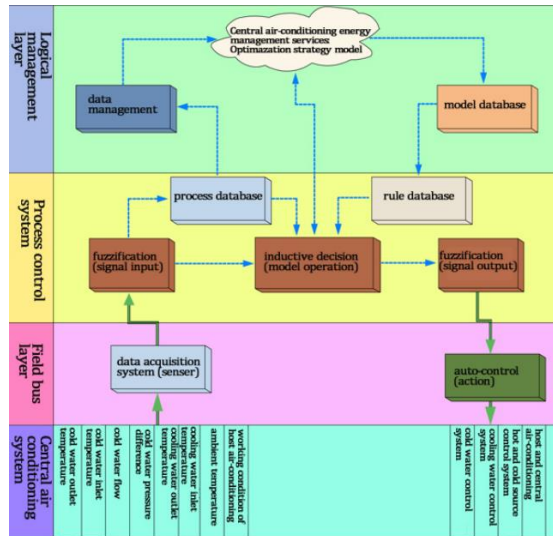 Logical
management
layer
Central air-conditioning energy
management services:
Optimazation strategy model
data
management
model database
Process control
system
process database
rule database
fuzzification
(signal input)
inductive decision
(model operation)
fuzzification
(signal output)
Field bus
layer
data acquisition
system (senser)
auto-control
(action)
Central air
conditioning
system
cold water outlet
temperature
cold water inlet
temperature
cold water flow
cold water pressure
difference
cooling water outlet
temperature
cooling water inlet
temperature
ambient temperature
working condition of
host air-conditioning
cold water control
system
cooling water control
system
hot and cold source
control system
host and central
air-conditioning